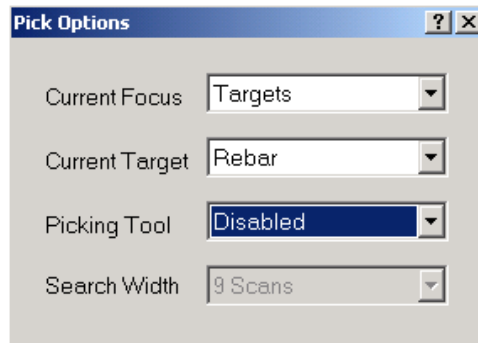 Pick Options
Current Focus Targets
Current Target Rebar
Picking Tool Disabled
Search Width 9 Scans